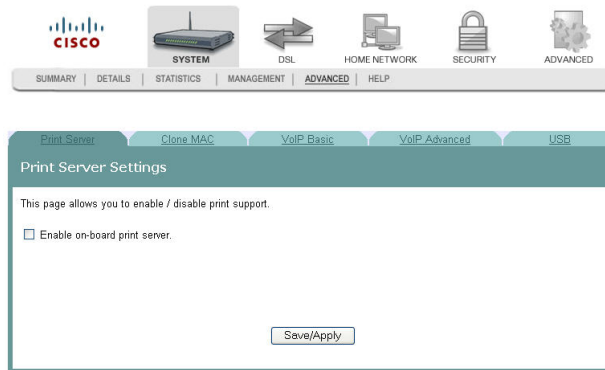 CISCO
SYSTEM DSL HOME NETWORK SECURITY ADVANCED
SUMMARY | DETAILS | STATISTICS | MANAGEMENT | ADVANCED | HELP
Print Server Clone MAC VoIP Basic VoIP Advanced USB
Print Server Settings
This page allows you to enable / disable print support.
Enable on-board print server.
Save/Apply